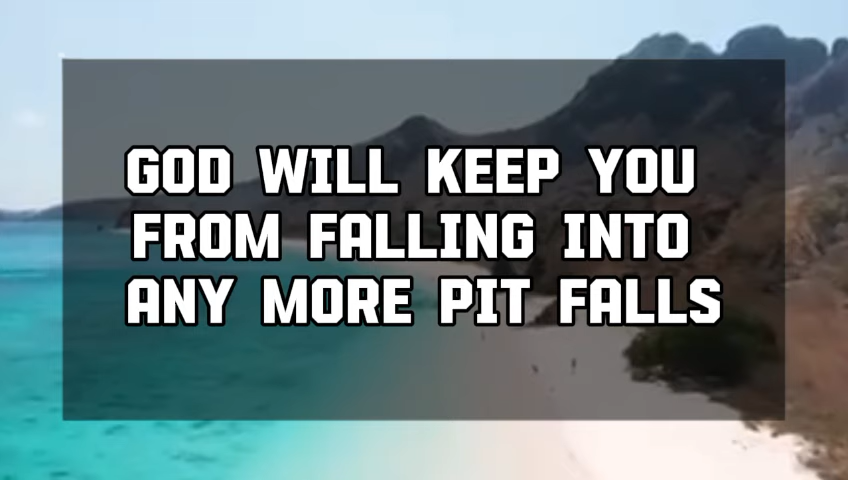 GOD WILL KEEP YOU
FROM FALLING INTO
ANY MORE PIT FALLS